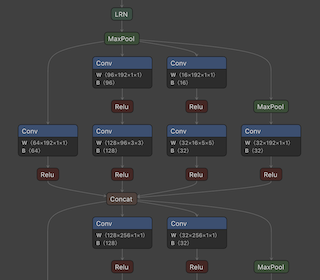 LRN
MaxPool
Conv
W ⟨96×192×1×1⟩
B ⟨96⟩
Conv
W ⟨16×192×1×1⟩
B ⟨16⟩
Relu
Relu
MaxPool
Conv
W ⟨64×192×1×1⟩
B ⟨64⟩
Conv
W ⟨128×96×3×3⟩
B ⟨128⟩
Conv
W ⟨32×16×5×5⟩
B ⟨32⟩
Conv
W ⟨32×192×1×1⟩
B ⟨32⟩
Relu
Relu
Relu
Relu
Concat
Conv
W ⟨128×256×1×1⟩
B ⟨128⟩
Conv
W ⟨32×256×1×1⟩
B ⟨32⟩
Relu
Relu
MaxPool